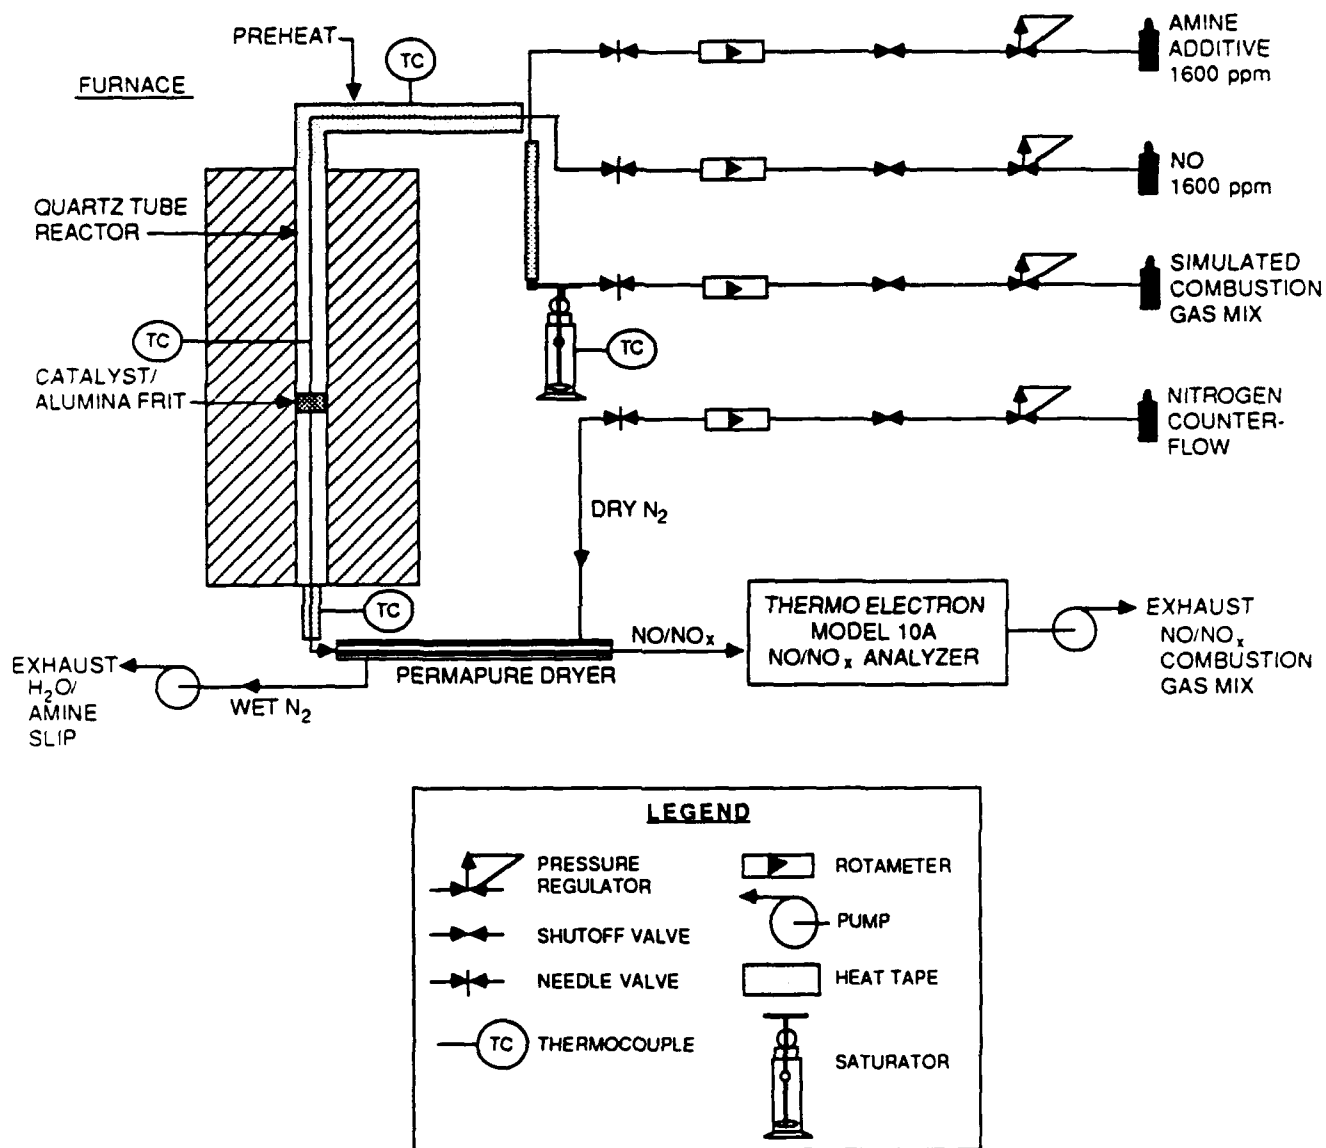 PREHEAT
TC
AMINE
ADDITIVE
1600 ppm
FURNACE
NO
1600 ppm
QUARTZ TUBE
REACTOR
SIMULATED
COMBUSTION
GAS MIX
TC
TC
CATALYST/
ALUMINA FRIT
NITROGEN
COUNTER-
FLOW
DRY N2
TC
THERMO ELECTRON
MODEL 10A
NO/NOx ANALYZER
NO/NOx
EXHAUST
NO/NOx
COMBUSTION
GAS MIX
PERMAPURE DRYER
EXHAUST
H2O/
AMINE
SLIP
WET N2
LEGEND
PRESSURE
REGULATOR
ROTAMETER
SHUTOFF VALVE
PUMP
NEEDLE VALVE
HEAT TAPE
TC THERMOCOUPLE
SATURATOR